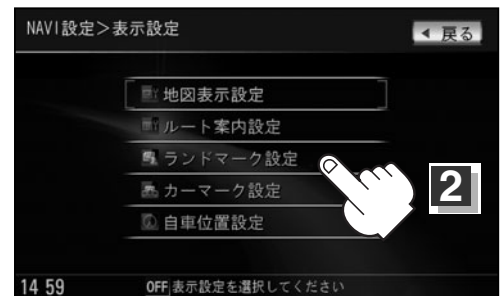 NAVI設定＞表示設定
◀ 戻る
地図表示設定
ルート案内設定
ランドマーク設定
カーマーク設定
自車位置設定
2
14 59
OFF 表示設定を選択してください